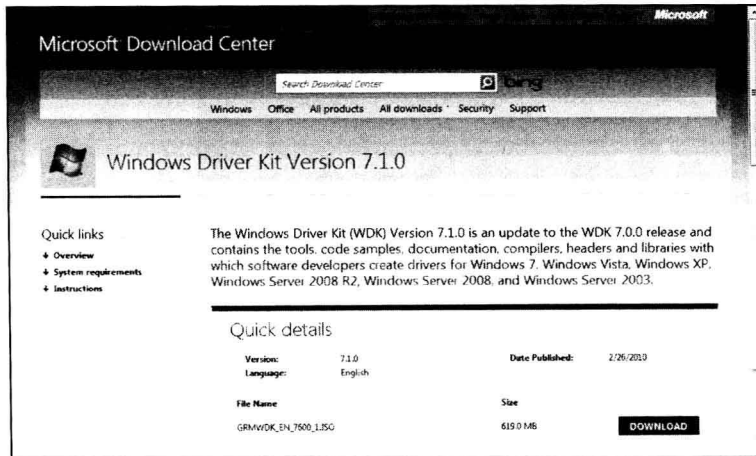 Microsoft
Microsoft Download Center
Search Download Center
bing
Windows Office All products All downloads Security Support
Windows Driver Kit Version 7.1.0
Quick links
Overview
System requirements
Instructions
The Windows Driver Kit (WDK) Version 7.1.0 is an update to the WDK 7.0.0 release and
contains the tools, code samples, documentation, compilers, headers and libraries with
which software developers create drivers for Windows 7, Windows Vista, Windows XP,
Windows Server 2008 R2, Windows Server 2008, and Windows Server 2003.
Quick details
Version: 7.1.0 Date Published: 2/26/2010
Language: English
File Name Size
GRMWDK_EN_7600_1.ISO 619.0 MB DOWNLOAD